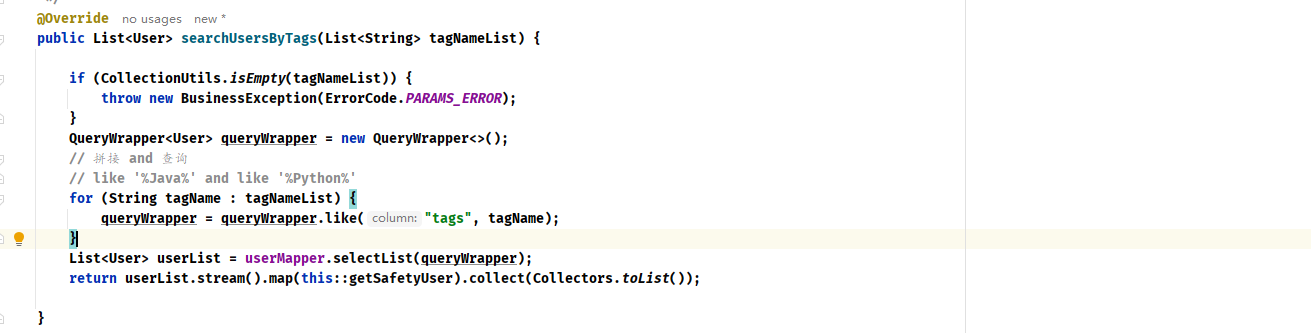 */
@Override no usages new *
public List<User> searchUsersByTags(List<String> tagNameList) {
if (CollectionUtils.isEmpty(tagNameList)) {
throw new BusinessException(ErrorCode.PARAMS_ERROR);
}
QueryWrapper<User> queryWrapper = new QueryWrapper<>();
// 拼接 and 查询
// like '%Java%' and like '%Python%'
for (String tagName : tagNameList) {
queryWrapper = queryWrapper.like( column: "tags", tagName);
}
List<User> userList = userMapper.selectList(queryWrapper);
return userList.stream().map(this::getSafetyUser).collect(Collectors.toList());
}